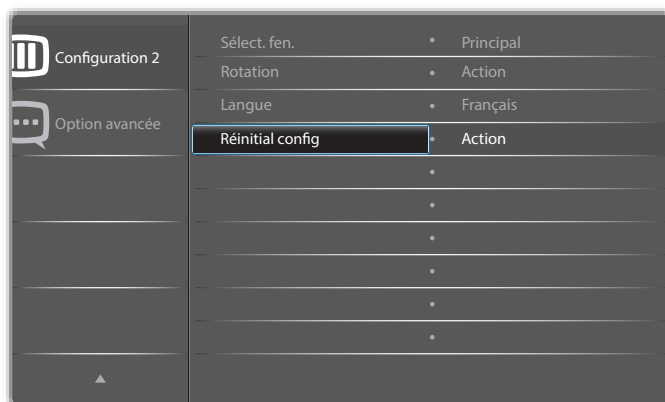 Configuration 2
Option avancée
Sélect. fen. • Principal
Rotation • Action
Langue • Français
Réinitial config • Action